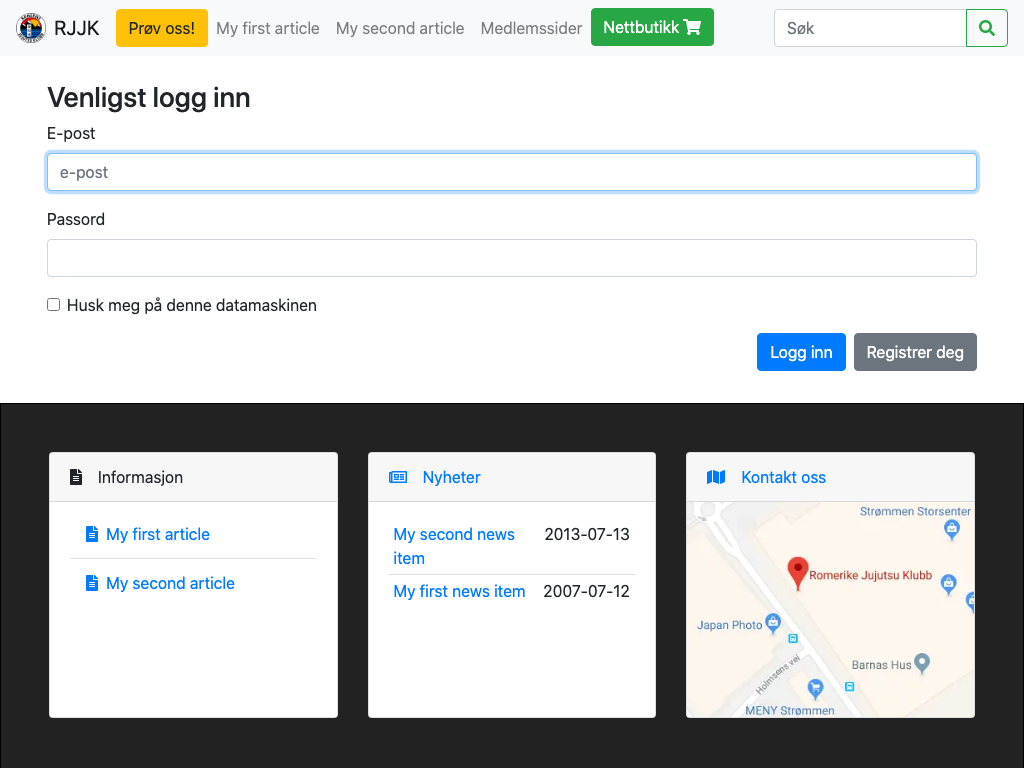 RJJK
Prøv oss!
My first article
My second article
Medlemssider
Nettbutikk
Søk
Venligst logg inn
E-post
e-post
Passord
Husk meg på denne datamaskinen
Logg inn
Registrer deg
Informasjon
My first article
My second article
Nyheter
My second news 2013-07-13
item
My first news item 2007-07-12
Kontakt oss
Strømmen Storsenter
Romerike Jujutsu Klubb
Japan Photo
Barnas Hus
Holmsens vei
MENY Strømmen